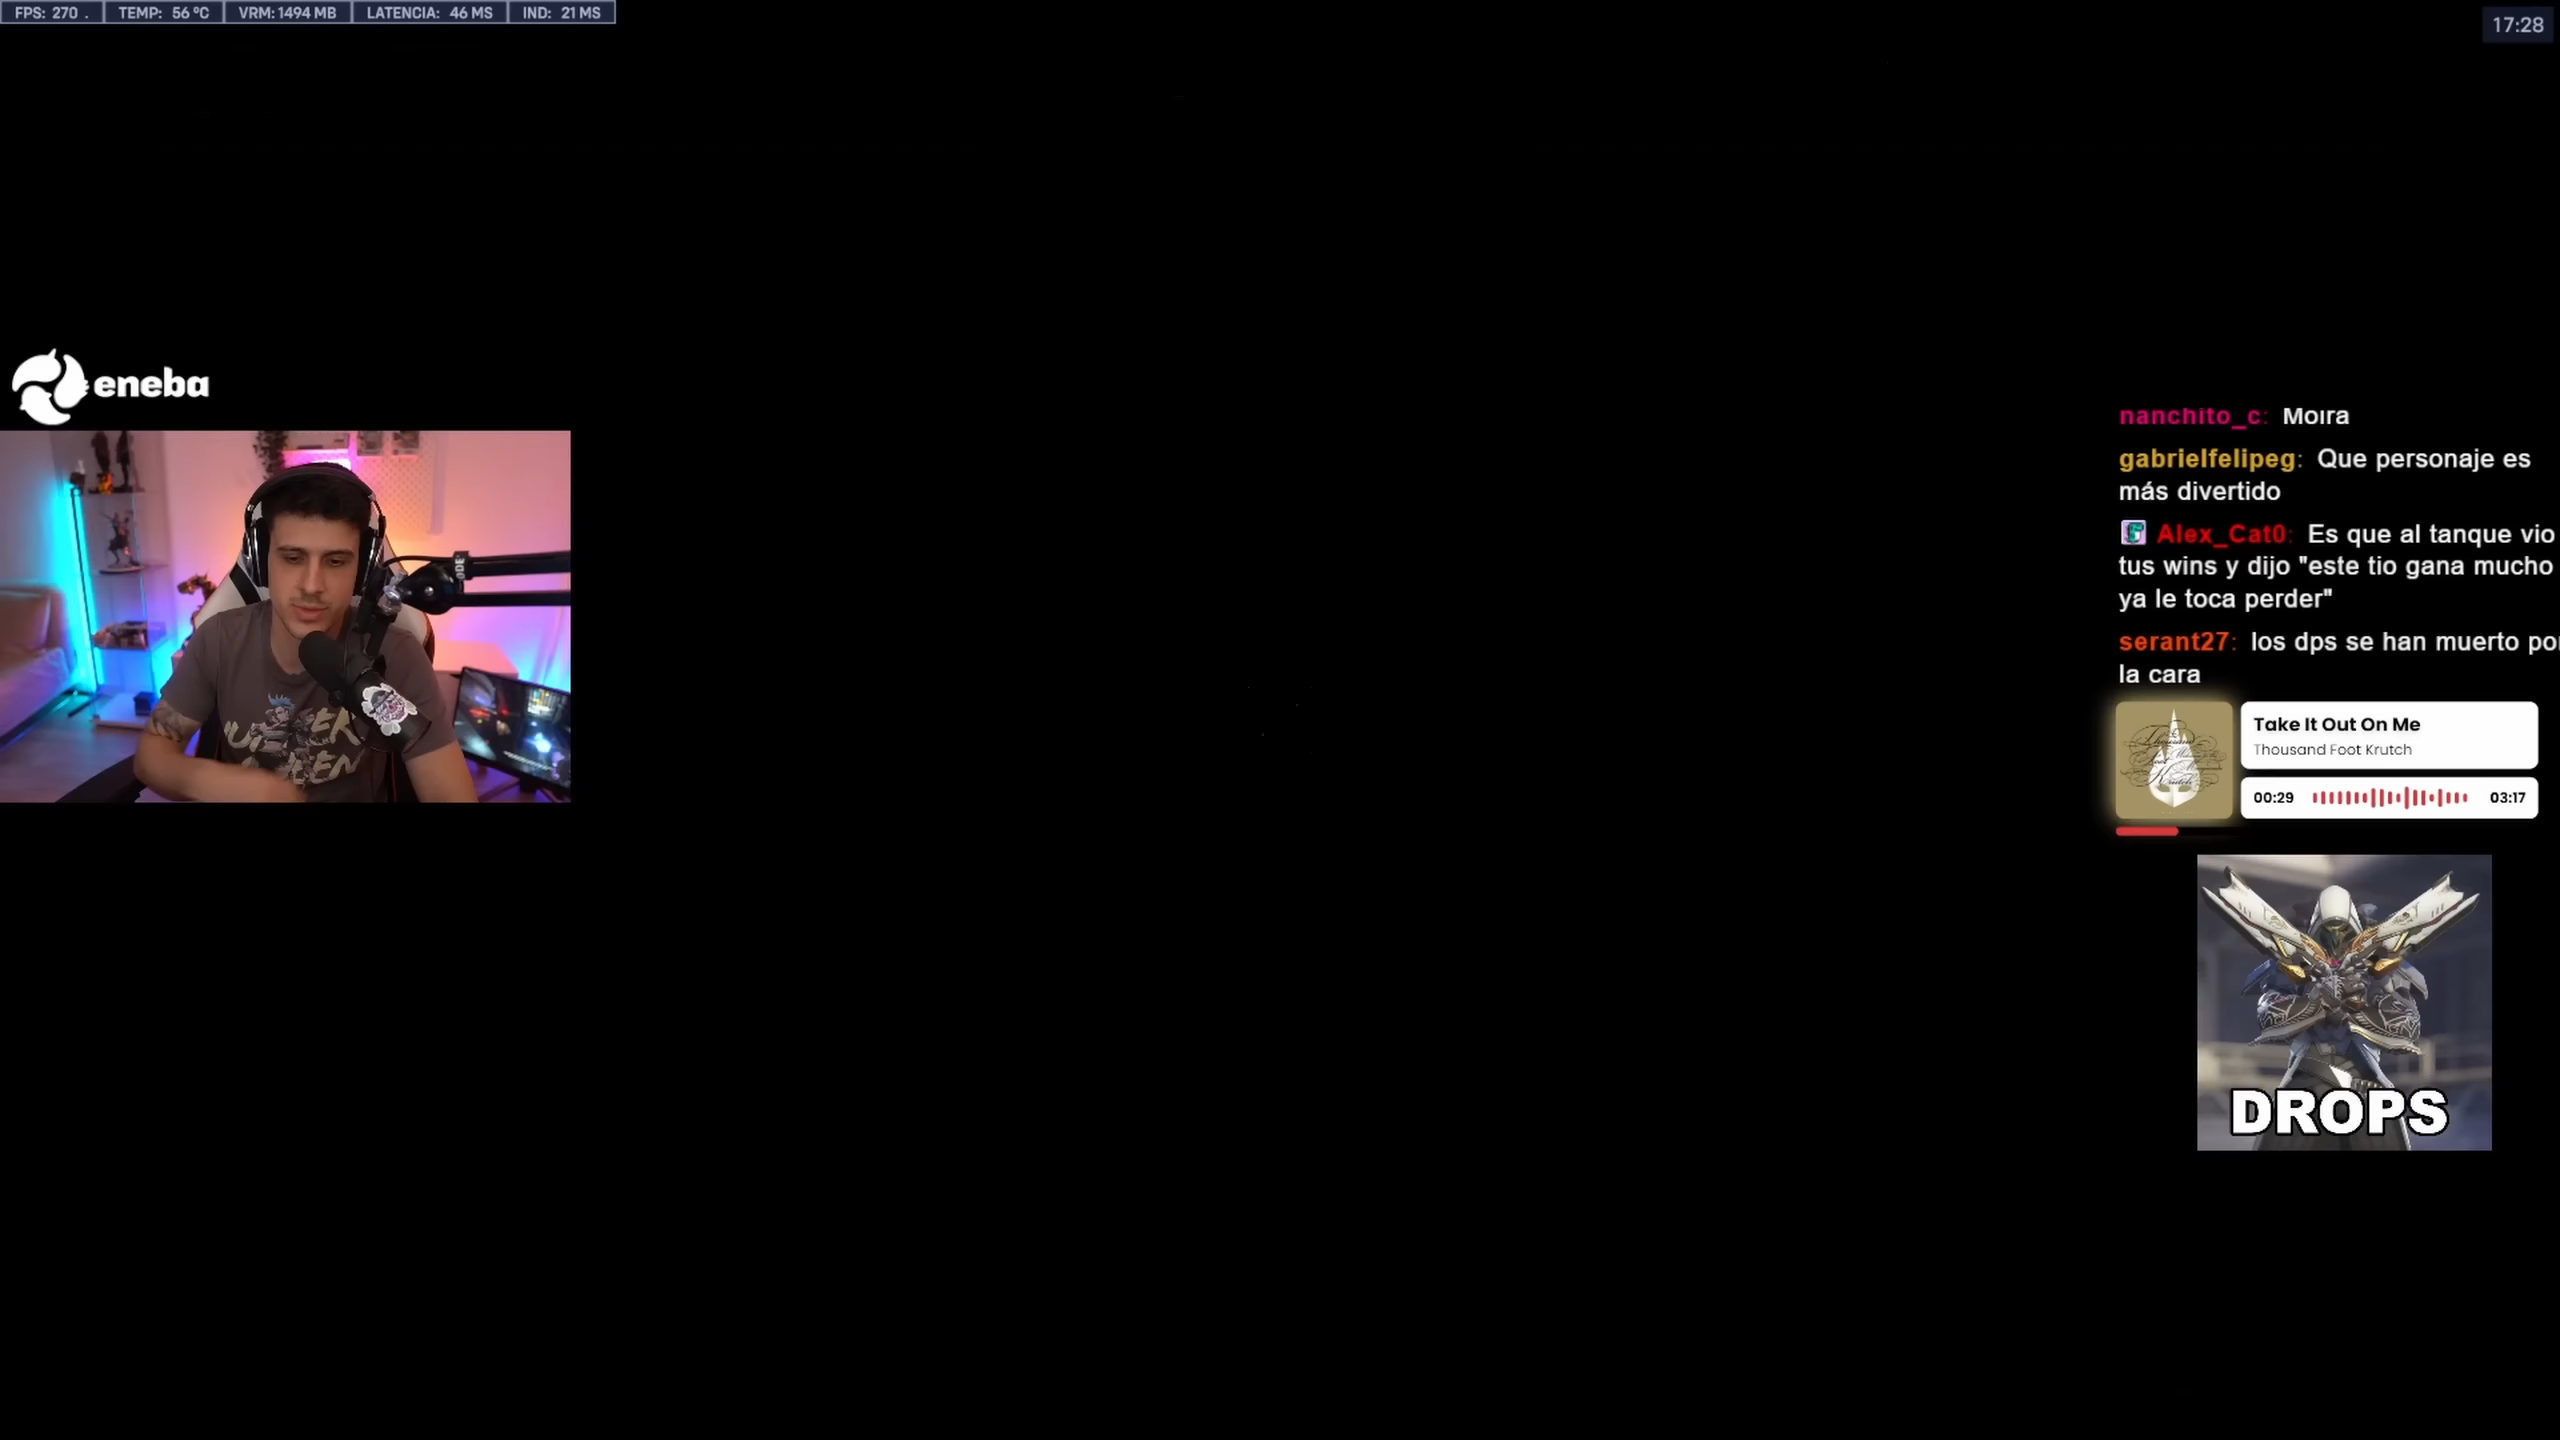 FPS: 270 . TEMP: 56 ºC VRM: 1494 MB LATENCIA: 46 MS IND: 21 MS
17:28
eneba
nanchito_c: Moira
gabrielfelipeg: Que personaje es
más divertido
Alex_Cat0: Es que al tanque vio
tus wins y dijo "este tio gana mucho
ya le toca perder"
serant27: los dps se han muerto por
la cara
Take It Out On Me
Thousand Foot Krutch
00:29 03:17
DROPS